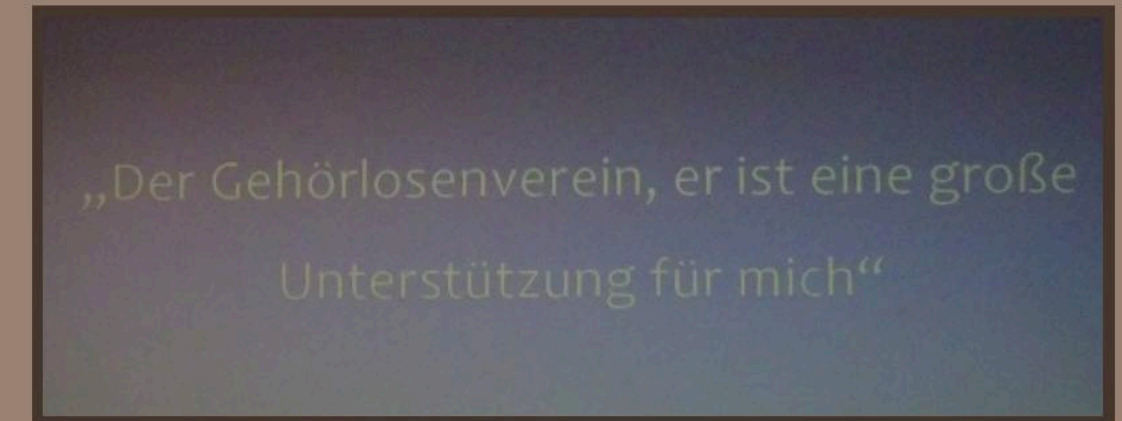 „Der Gehörlosenverein, er ist eine große
Unterstützung für mich“